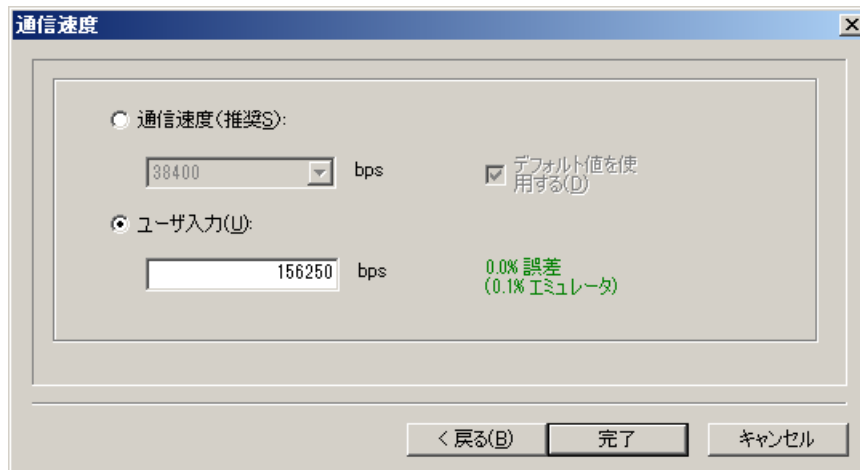 通信速度
通信速度(推奨S):
38400 bps
デフォルト値を使
用する(D)
ユーザ入力(U):
156250 bps
0.0% 誤差
(0.1% エミュレータ)
< 戻る(B) 完了 キャンセル